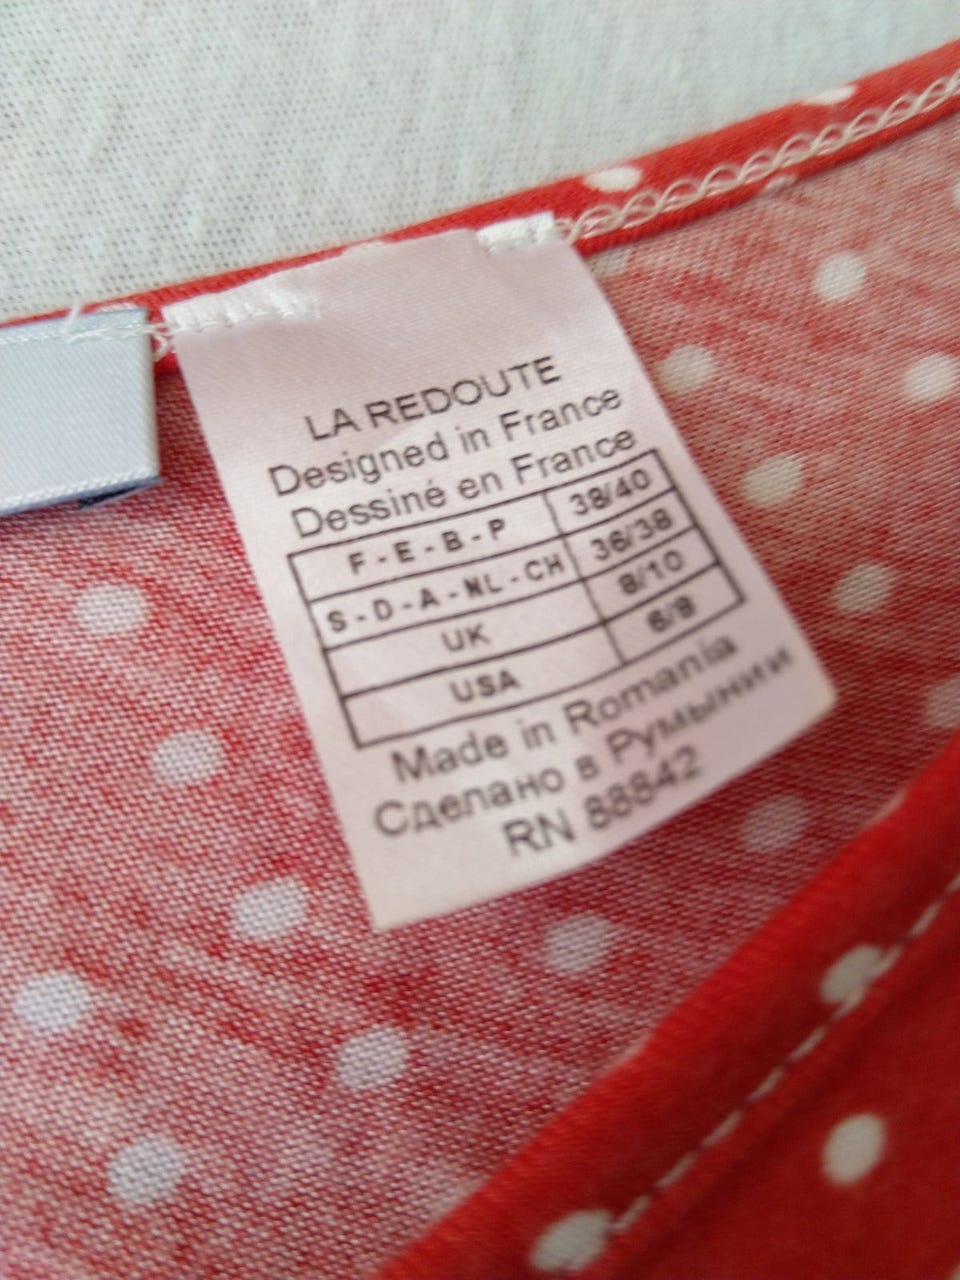 LA REDOUTE
Designed in France
Dessiné en France
F - E - B - P 38/40
S - D - A - NL - CH 36/38
UK 8/10
USA 6/8
Made in Romania
Сделано в Румынии
RN 88842